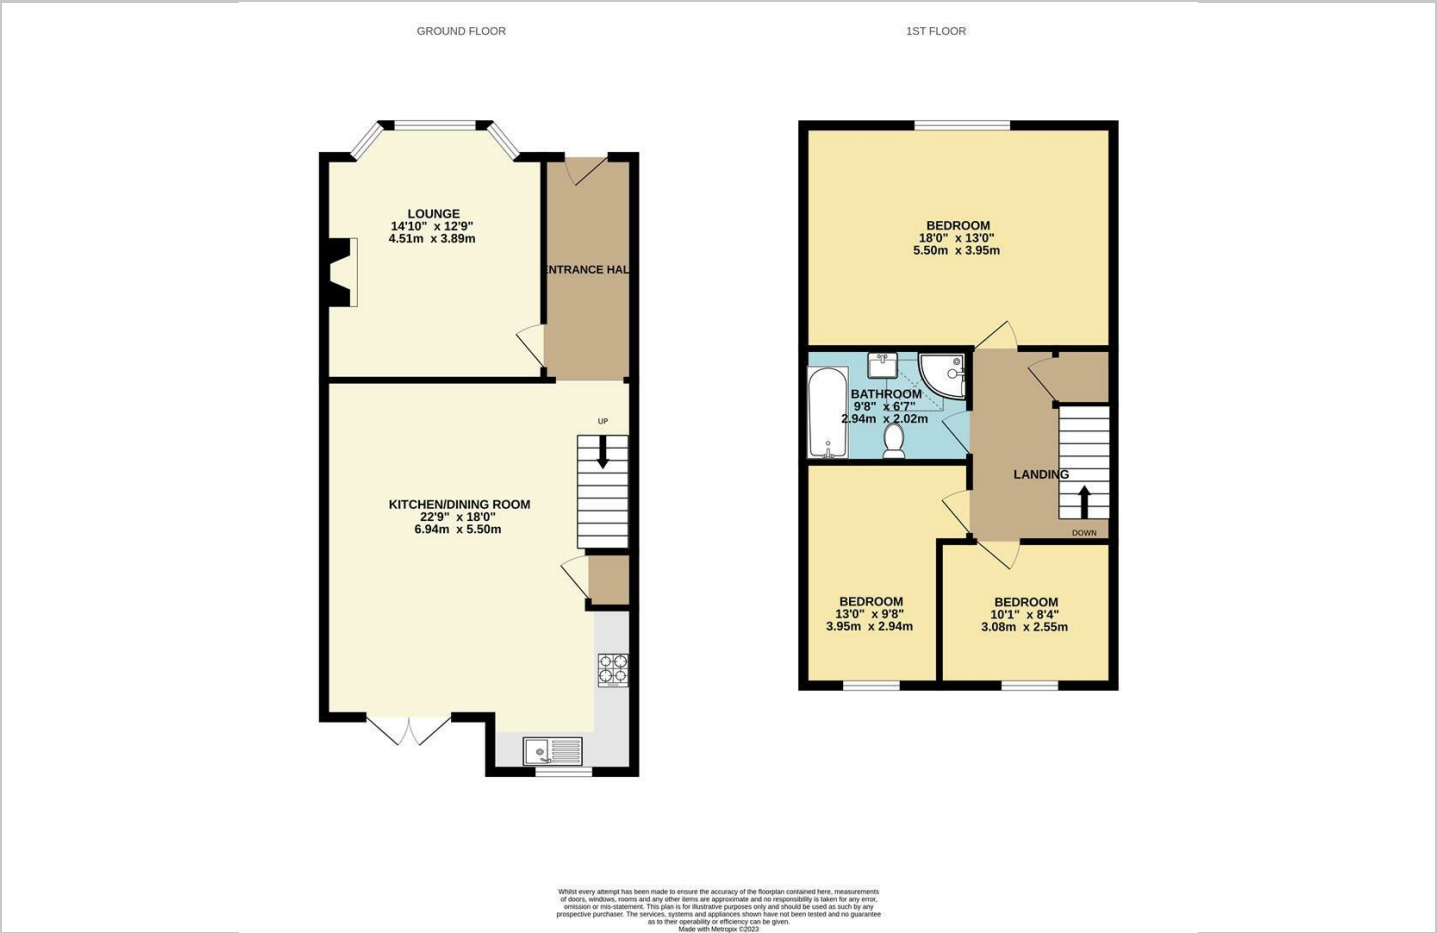 GROUND FLOOR
LOUNGE
14'10" x 12'9"
4.51m x 3.89m
ENTRANCE HAL
UP
KITCHEN/DINING ROOM
22'9" x 18'0"
6.94m x 5.50m
1ST FLOOR
BEDROOM
18'0" x 13'0"
5.50m x 3.95m
BATHROOM
9'8" x 6'7"
2.94m x 2.02m
LANDING
DOWN
BEDROOM
13'0" x 9'8"
3.95m x 2.94m
BEDROOM
10'1" x 8'4"
3.08m x 2.55m
Whilst every attempt has been made to ensure the accuracy of the floorplan contained here, measurements
of doors, windows, rooms and any other items are approximate and no responsibility is taken for any error,
omission or mis-statement. This plan is for illustrative purposes only and should be used as such by any
prospective purchaser. The services, systems and appliances shown have not been tested and no guarantee
as to their operability or efficiency can be given.
Made with Metropix ©2023